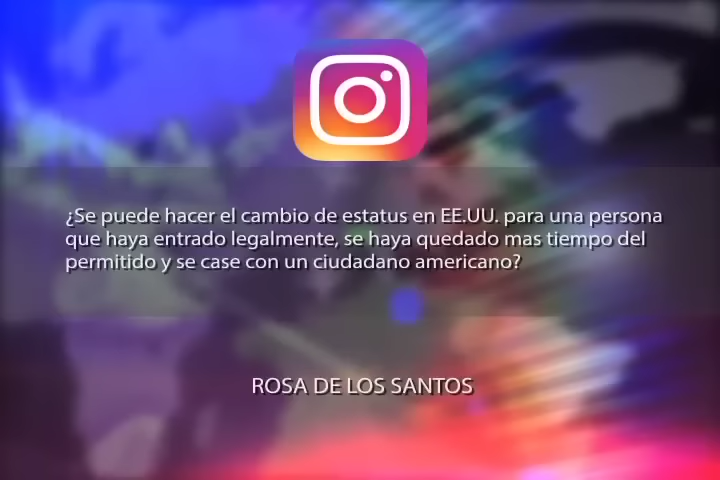 ¿Se puede hacer el cambio de estatus en EE.UU. para una persona
que haya entrado legalmente, se haya quedado mas tiempo del
permitido y se case con un ciudadano americano?
ROSA DE LOS SANTOS